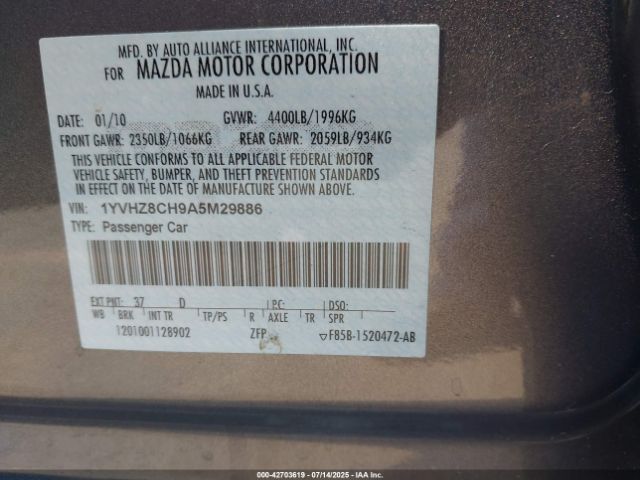 MFD. BY AUTO ALLIANCE INTERNATIONAL, INC.
FOR MAZDA MOTOR CORPORATION
MADE IN U.S.A.
DATE: 01/10 GVWR: 4400LB/1996KG
FRONT GAWR: 2350LB/1066KG REAR GAWR: 2059LB/934KG
THIS VEHICLE CONFORMS TO ALL APPLICABLE FEDERAL MOTOR
VEHICLE SAFETY, BUMPER, AND THEFT PREVENTION STANDARDS
IN EFFECT ON THE DATE OF MANUFACTURE SHOWN ABOVE.
VIN: 1YVHZ8CH9A5M29886
TYPE: Passenger Car
EXT PNT: 37 D P.C: DSO:
WB BRK INT TR TP/PS R AXLE TR SPR
1201001128902 ZFP F85B-1520472-AB
000-42703619 07/14/2025 IAA Inc.